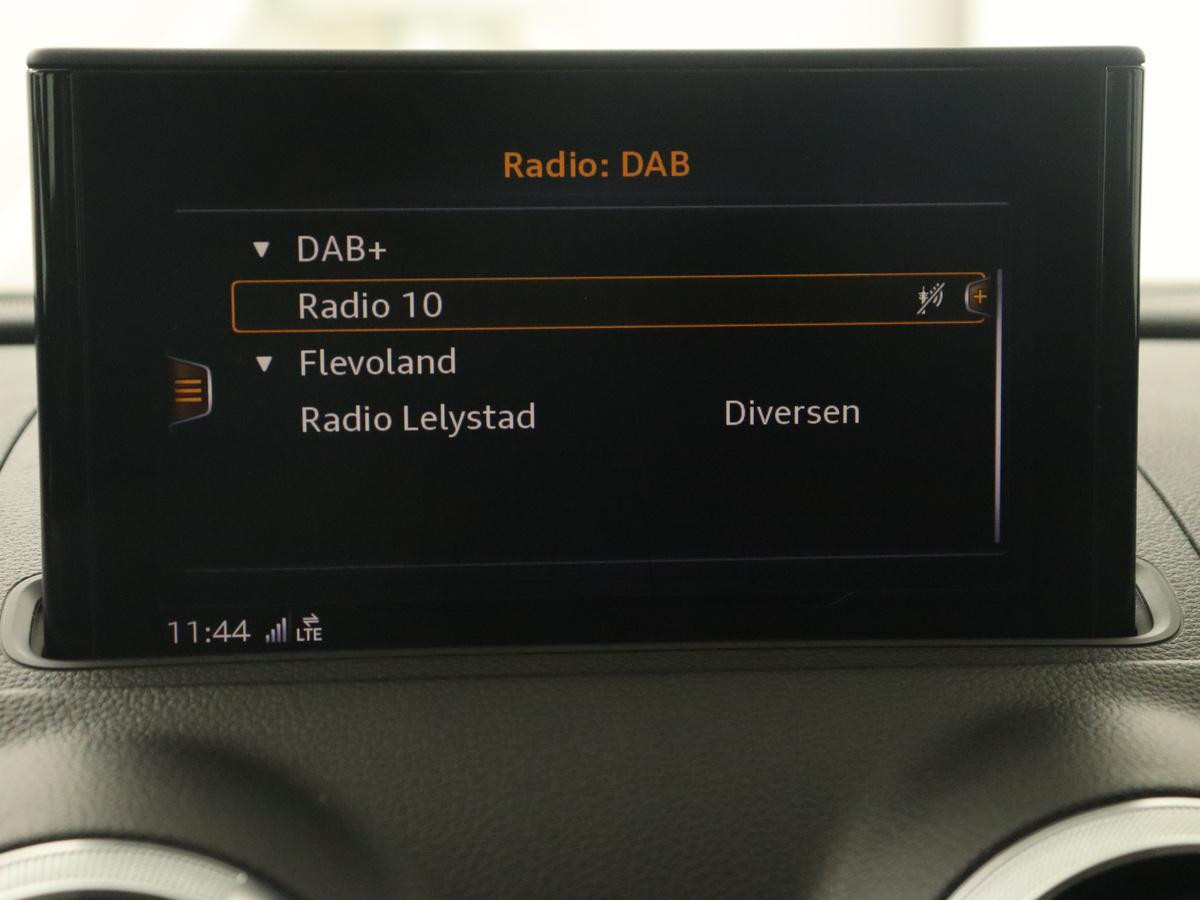 Radio: DAB
DAB+
Radio 10
Flevoland
Radio Lelystad Diversen
11:44 LTE